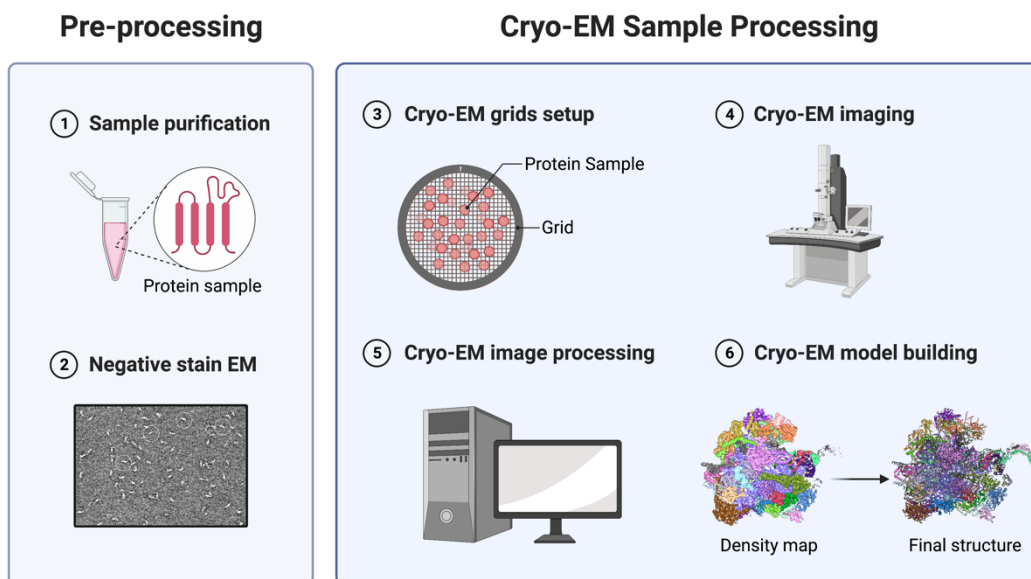 Pre-processing
1 Sample purification
Protein sample
2 Negative stain EM
Cryo-EM Sample Processing
3 Cryo-EM grids setup
Protein Sample
Grid
4 Cryo-EM imaging
5 Cryo-EM image processing
6 Cryo-EM model building
Density map
Final structure